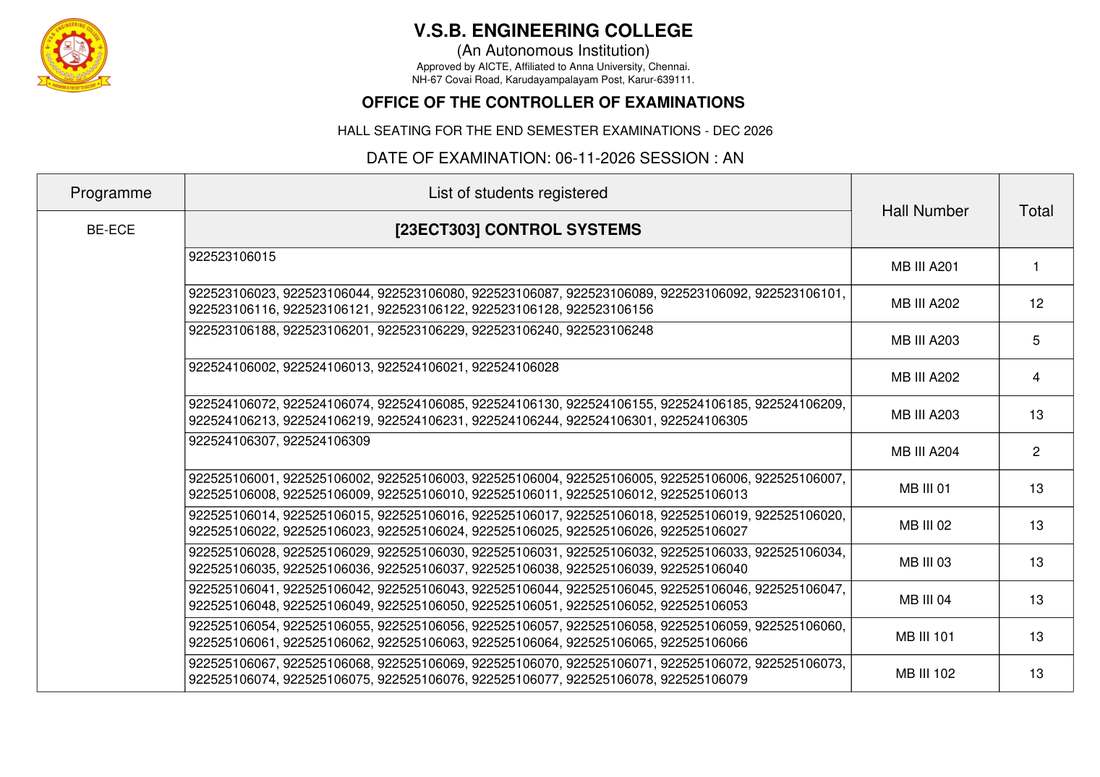 V.S.B. ENGINEERING COLLEGE
(An Autonomous Institution)
Approved by AICTE, Affiliated to Anna University, Chennai.
NH-67 Covai Road, Karudayampalayam Post, Karur-639111.
OFFICE OF THE CONTROLLER OF EXAMINATIONS
HALL SEATING FOR THE END SEMESTER EXAMINATIONS - DEC 2026
DATE OF EXAMINATION: 06-11-2026 SESSION : AN
Programme List of students registered Hall Number Total
BE-ECE [23ECT303] CONTROL SYSTEMS
922523106015 MB III A201 1
922523106023, 922523106044, 922523106080, 922523106087, 922523106089, 922523106092, 922523106101,
922523106116, 922523106121, 922523106122, 922523106128, 922523106156 MB III A202 12
922523106188, 922523106201, 922523106229, 922523106240, 922523106248 MB III A203 5
922524106002, 922524106013, 922524106021, 922524106028 MB III A202 4
922524106072, 922524106074, 922524106085, 922524106130, 922524106155, 922524106185, 922524106209,
922524106213, 922524106219, 922524106231, 922524106244, 922524106301, 922524106305 MB III A203 13
922524106307, 922524106309 MB III A204 2
922525106001, 922525106002, 922525106003, 922525106004, 922525106005, 922525106006, 922525106007,
922525106008, 922525106009, 922525106010, 922525106011, 922525106012, 922525106013 MB III 01 13
922525106014, 922525106015, 922525106016, 922525106017, 922525106018, 922525106019, 922525106020,
922525106022, 922525106023, 922525106024, 922525106025, 922525106026, 922525106027 MB III 02 13
922525106028, 922525106029, 922525106030, 922525106031, 922525106032, 922525106033, 922525106034,
922525106035, 922525106036, 922525106037, 922525106038, 922525106039, 922525106040 MB III 03 13
922525106041, 922525106042, 922525106043, 922525106044, 922525106045, 922525106046, 922525106047,
922525106048, 922525106049, 922525106050, 922525106051, 922525106052, 922525106053 MB III 04 13
922525106054, 922525106055, 922525106056, 922525106057, 922525106058, 922525106059, 922525106060,
922525106061, 922525106062, 922525106063, 922525106064, 922525106065, 922525106066 MB III 101 13
922525106067, 922525106068, 922525106069, 922525106070, 922525106071, 922525106072, 922525106073,
922525106074, 922525106075, 922525106076, 922525106077, 922525106078, 922525106079 MB III 102 13